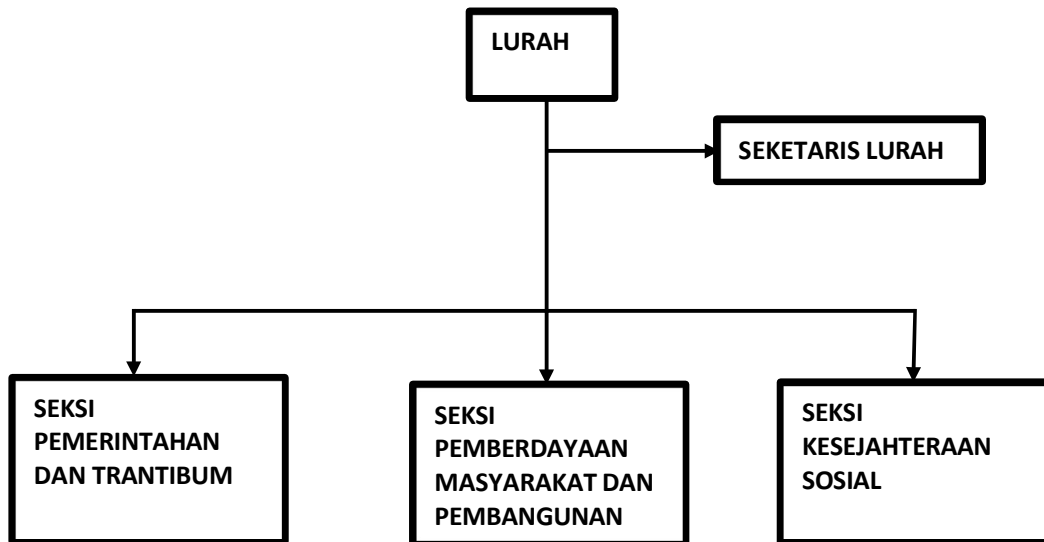 LURAH
SEKETARIS LURAH
SEKSI
PEMERINTAHAN
DAN TRANTIBUM
SEKSI
PEMBERDAYAAN
MASYARAKAT DAN
PEMBANGUNAN
SEKSI
KESEJAHTERAAN
SOSIAL